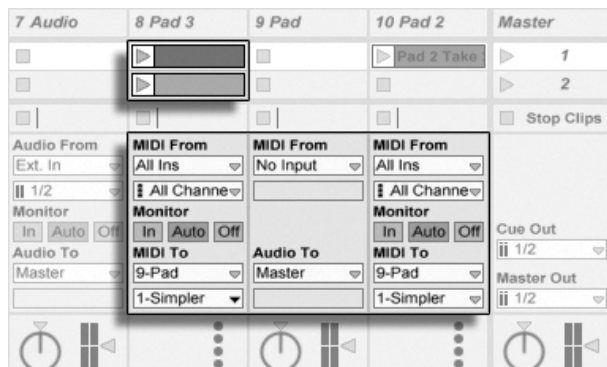 7 Audio 8 Pad 3 9 Pad 10 Pad 2 Master
Pad 2 Take 1
2
Stop Clips
Audio From MIDI From MIDI From MIDI From
Ext. In All Ins No Input All Ins
1/2 All Channe All Channe
Monitor Monitor Monitor
In Auto Off In Auto Off In Auto Off Cue Out
Audio To MIDI To Audio To MIDI To 1/2
Master 9-Pad Master 9-Pad Master Out
1-Simpler 1-Simpler 1/2